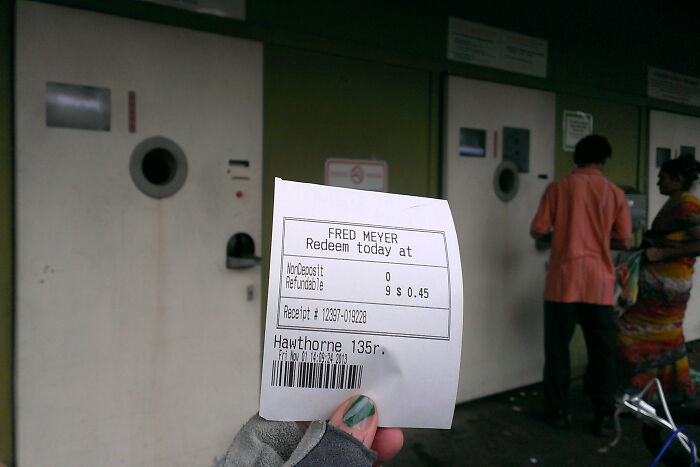 FRED MEYER
Redeem today at
NonDeposit 0
Refundable 9 $ 0.45
Receipt # 12397-019228
Hawthorne 135r.
Fri Nov 01 14:09:24 2013